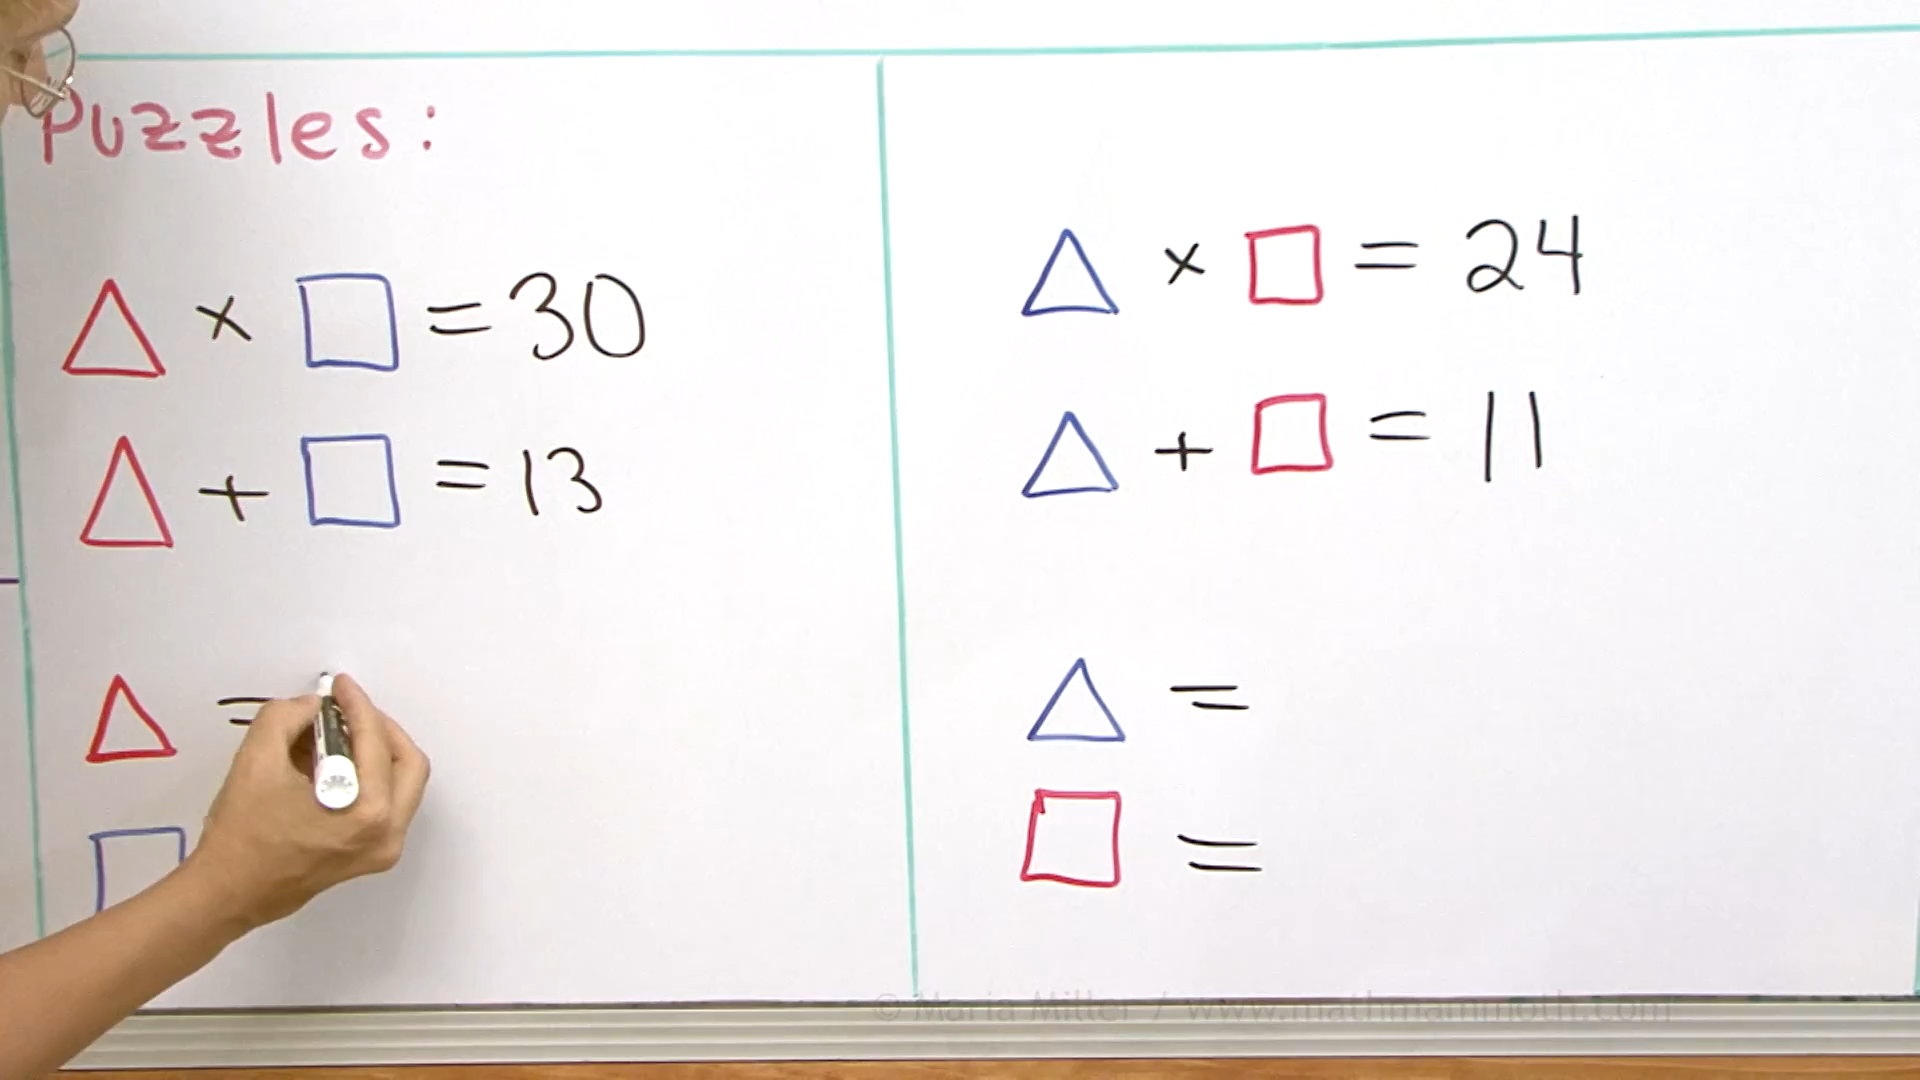 Puzzles:
△ × □ = 30
△ + □ = 13
△ =
□
△ × □ = 24
△ + □ = 11
△ =
□ =
© Maria Miller / www.mathmammoth.com